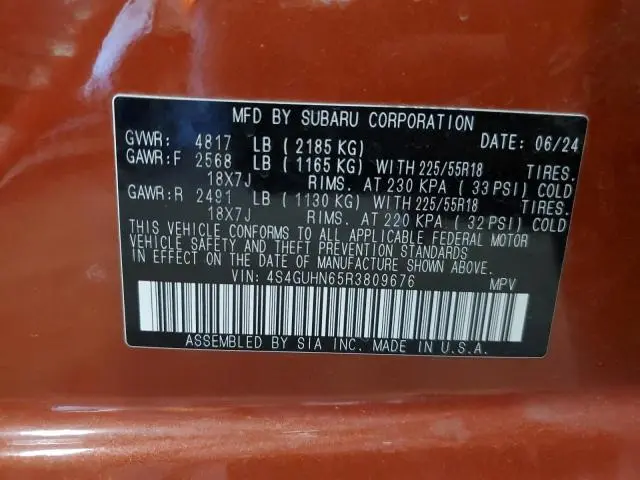 MFD BY SUBARU CORPORATION
GVWR: 4817 LB (2185 KG) DATE: 06/24
GAWR:F 2568 LB (1165 KG) WITH 225/55R18 TIRES.
18X7J RIMS. AT 230 KPA (33 PSI) COLD
GAWR:R 2491 LB (1130 KG) WITH 225/55R18 TIRES.
18X7J RIMS. AT 220 KPA (32 PSI) COLD
THIS VEHICLE CONFORMS TO ALL APPLICABLE FEDERAL MOTOR
VEHICLE SAFETY AND THEFT PREVENTION STANDARDS
IN EFFECT ON THE DATE OF MANUFACTURE SHOWN ABOVE.
VIN: 4S4GUHN65R3809676 MPV
ASSEMBLED BY SIA INC. MADE IN U.S.A.